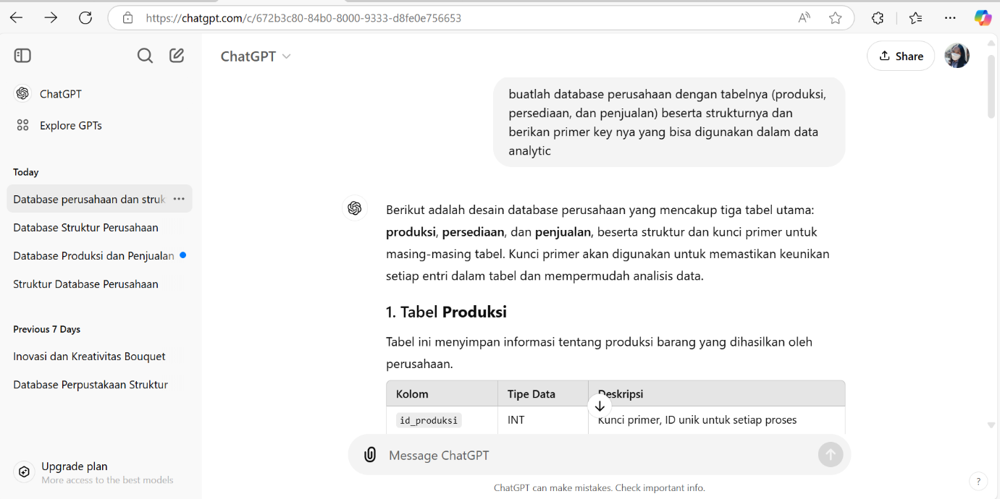 https://chatgpt.com/c/672b3c80-84b0-8000-9333-d8fe0e756653
ChatGPT
Share
ChatGPT
Explore GPTs
Today
Database perusahaan dan struk
Database Struktur Perusahaan
Database Produksi dan Penjualan
Struktur Database Perusahaan
Previous 7 Days
Inovasi dan Kreativitas Bouquet
Database Perpustakaan Struktur
Upgrade plan
More access to the best models
buatlah database perusahaan dengan tabelnya (produksi,
persediaan, dan penjualan) beserta strukturnya dan
berikan primer key nya yang bisa digunakan dalam data
analytic
Berikut adalah desain database perusahaan yang mencakup tiga tabel utama:
produksi, persediaan, dan penjualan, beserta struktur dan kunci primer untuk
masing-masing tabel. Kunci primer akan digunakan untuk memastikan keunikan
setiap entri dalam tabel dan mempermudah analisis data.
1. Tabel Produksi
Tabel ini menyimpan informasi tentang produksi barang yang dihasilkan oleh
perusahaan.
Kolom Tipe Data Deskripsi
id_produksi INT Kunci primer, ID unik untuk setiap proses
Message ChatGPT
ChatGPT can make mistakes. Check important info.
?